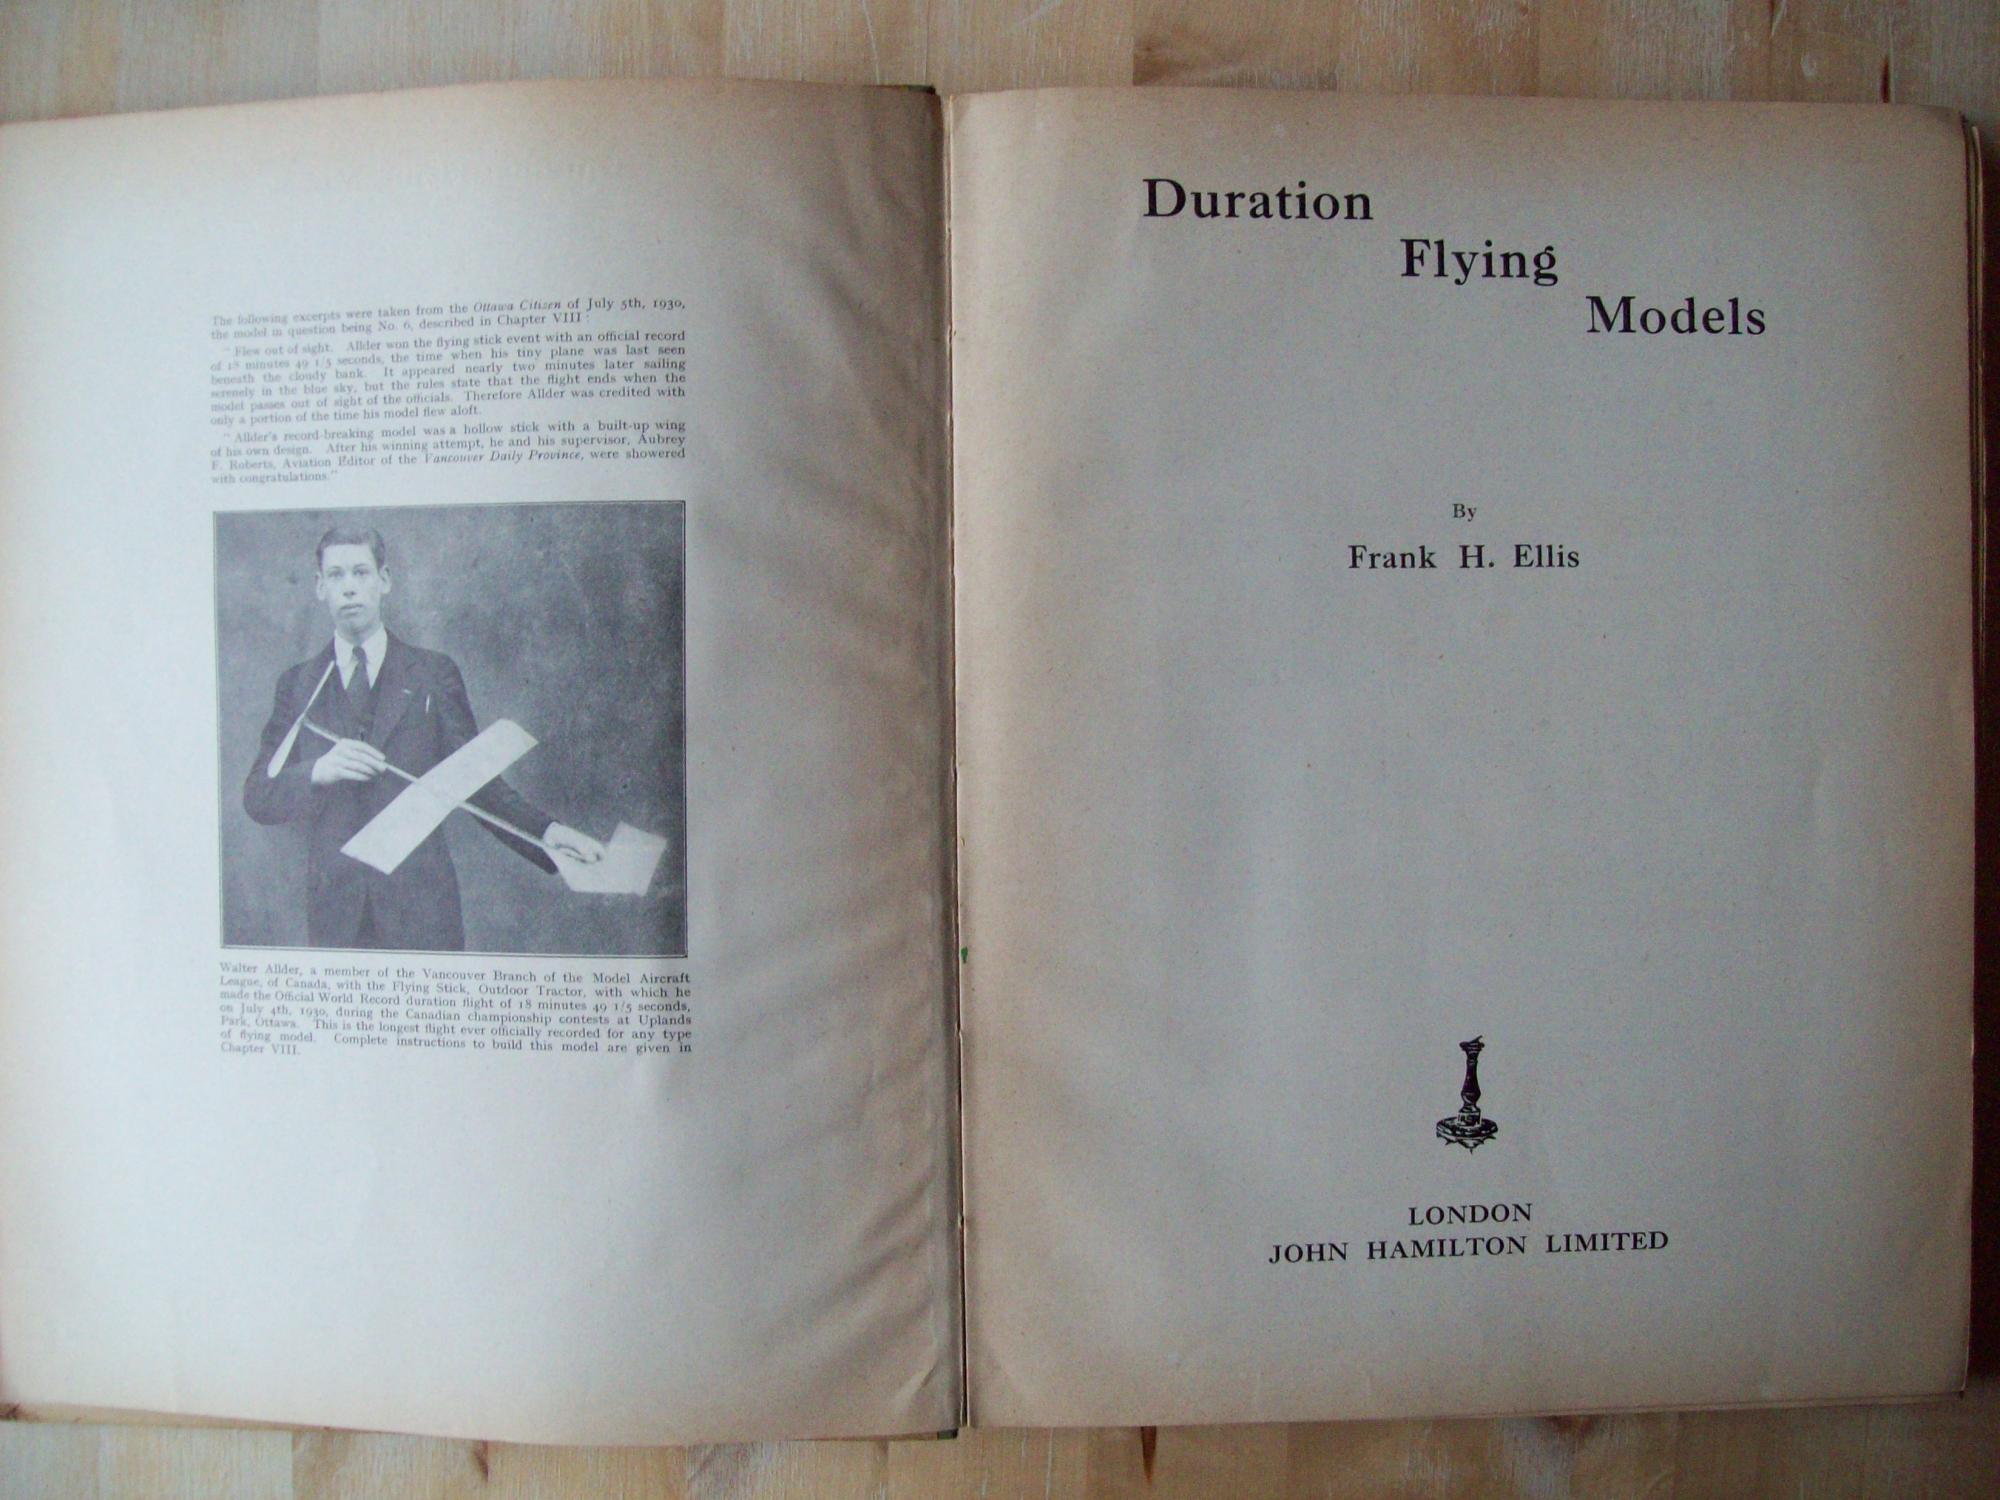 The following excerpts were taken from the Ottawa Citizen of July 5th, 1930,
the model in question being No. 6, described in Chapter VIII :
" Flew out of sight. Allder won the flying stick event with an official record
of 18 minutes 49 1/5 seconds, the time when his tiny plane was last seen
beneath the cloudy bank. It appeared nearly two minutes later sailing
serenely in the blue sky, but the rules state that the flight ends when the
model passes out of sight of the officials. Therefore Allder was credited with
only a portion of the time his model flew aloft.
" Allder's record-breaking model was a hollow stick with a built-up wing
of his own design. After his winning attempt, he and his supervisor, Aubrey
F. Roberts, Aviation Editor of the Vancouver Daily Province, were showered
with congratulations."
Walter Allder, a member of the Vancouver Branch of the Model Aircraft
League, of Canada, with the Flying Stick, Outdoor Tractor, with which he
made the Official World Record duration flight of 18 minutes 49 1/5 seconds,
on July 4th, 1930, during the Canadian championship contests at Uplands
Park, Ottawa. This is the longest flight ever officially recorded for any type
of flying model. Complete instructions to build this model are given in
Chapter VIII.
Duration
Flying
Models
By
Frank H. Ellis
LONDON
JOHN HAMILTON LIMITED